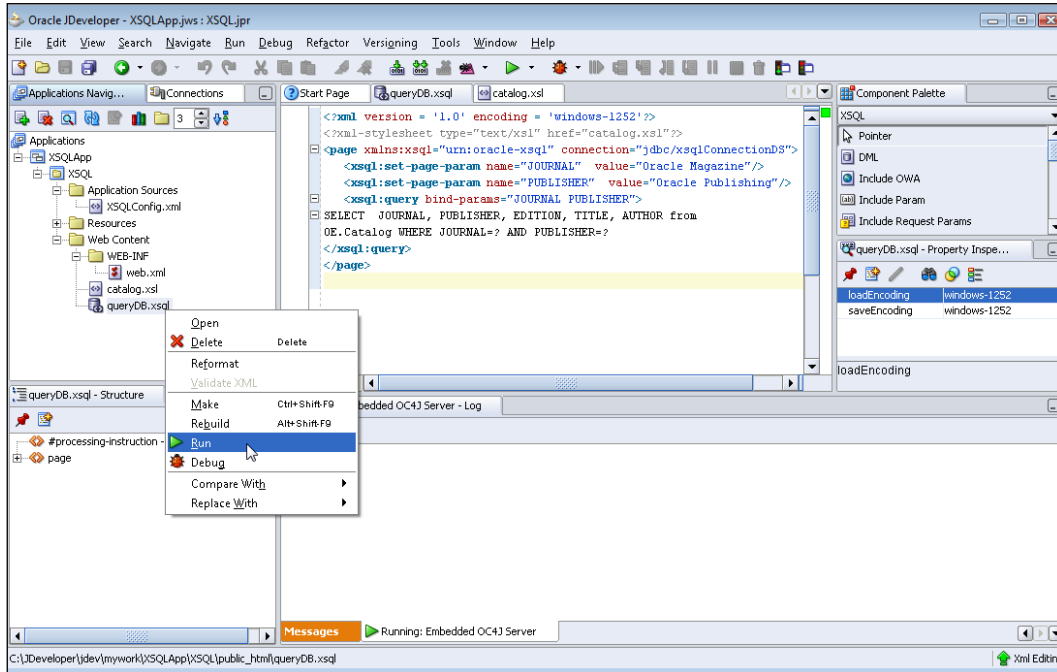 Oracle JDeveloper - XSQLApp.jws : XSQL.jpr
File Edit View Search Navigate Run Debug Refactor Versioning Tools Window Help
Applications Navig... Connections
3
Applications
XSQLApp
XSQL
Application Sources
XSQLConfig.xml
Resources
Web Content
WEB-INF
web.xml
catalog.xsl
queryDB.xsql
Start Page queryDB.xsql catalog.xsl
<?xml version = '1.0' encoding = 'windows-1252'?>
<?xml-stylesheet type="text/xsl" href="catalog.xsl"?>
<page xmlns:xsql="urn:oracle-xsql" connection="jdbc/xsqlConnectionDS">
<xsql:set-page-param name="JOURNAL" value="Oracle Magazine"/>
<xsql:set-page-param name="PUBLISHER" value="Oracle Publishing"/>
<xsql:query bind-params="JOURNAL PUBLISHER">
SELECT JOURNAL, PUBLISHER, EDITION, TITLE, AUTHOR from
OE.Catalog WHERE JOURNAL=? AND PUBLISHER=?
</xsql:query>
</page>
Component Palette
XSQL
Pointer
DML
Include OWA
Include Param
Include Request Params
queryDB.xsql - Property Inspe...
loadEncoding windows-1252
saveEncoding windows-1252
loadEncoding
Open
Delete Delete
Reformat
Validate XML
Make Ctrl+Shift-F9
Rebuild Alt+Shift-F9
Run
Debug
Compare With
Replace With
queryDB.xsql - Structure
#processing-instruction -
page
bedded OC4J Server - Log
Messages Running: Embedded OC4J Server
C:\JDeveloper\jdev\mywork\XSQLApp\XSQL\public_html\queryDB.xsql
Xml Editin